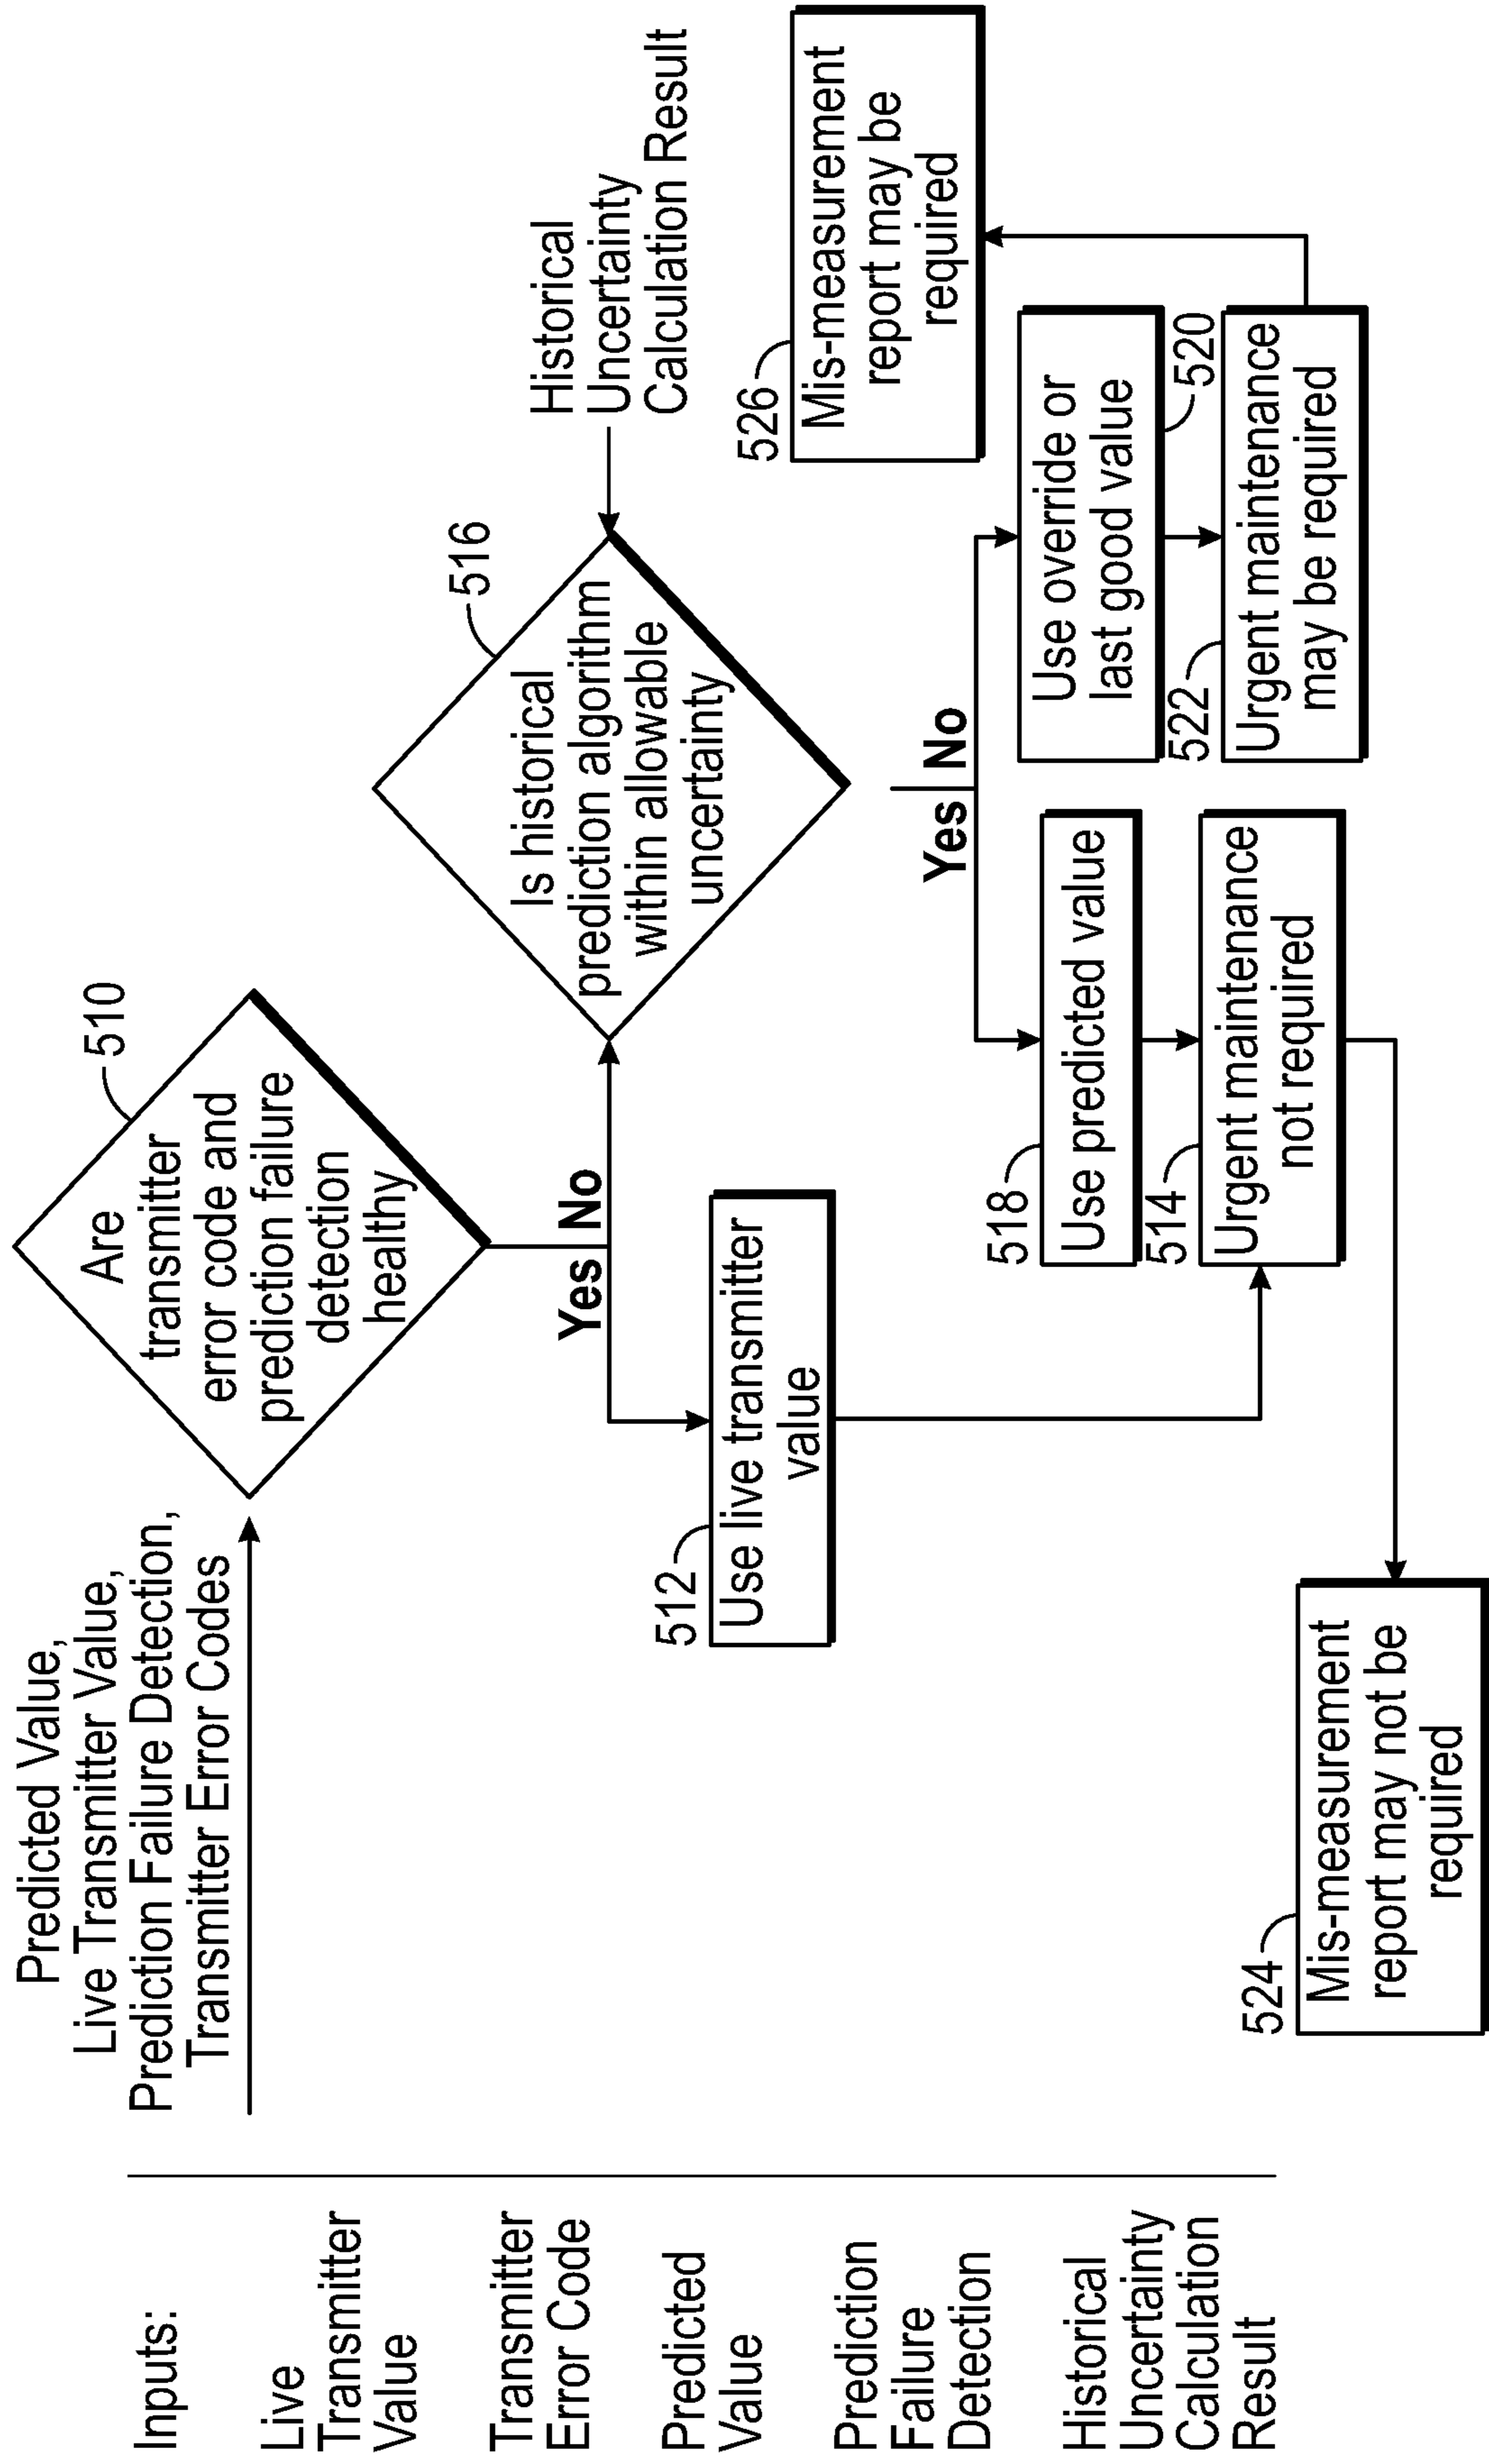 Inputs:
Live
Transmitter
Value
Transmitter
Error Code
Predicted
Value
Prediction
Failure
Detection
Historical
Uncertainty
Calculation
Result
Predicted Value,
Live Transmitter Value,
Prediction Failure Detection,
Transmitter Error Codes
510
Are
transmitter
error code and
prediction failure
detection
healthy
Yes No
512
Use live transmitter
value
516
Is historical
prediction algorithm
within allowable
uncertainty
Historical
Uncertainty
Calculation Result
Yes No
518
Use predicted value
514
Urgent maintenance
not required
Use override or
last good value
520
522
Urgent maintenance
may be required
524
Mis-measurement
report may not be
required
526
Mis-measurement
report may be
required